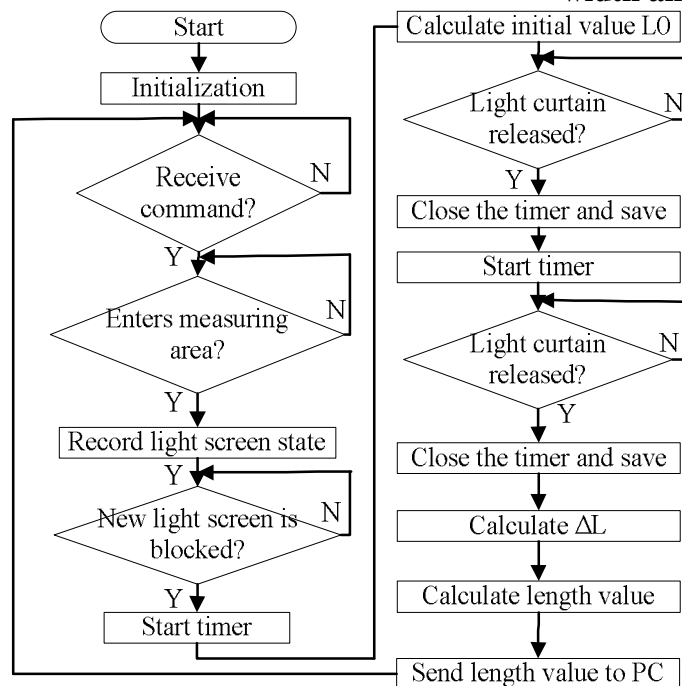 Start
Initialization
Receive
command?
N
Y
Enters measuring
area?
N
Y
Record light screen state
Y
New light screen is
blocked?
N
Y
Start timer
Calculate initial value L0
Light curtain
released?
N
Y
Close the timer and save
Start timer
Light curtain
released?
N
Y
Close the timer and save
Calculate ΔL
Calculate length value
Send length value to PC